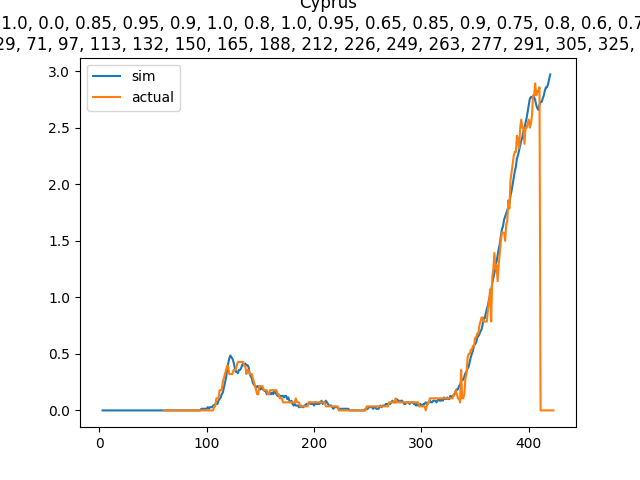 Cyprus
1.0, 0.0, 0.85, 0.95, 0.9, 1.0, 0.8, 1.0, 0.95, 0.65, 0.85, 0.9, 0.75, 0.8, 0.6, 0.7
29, 71, 97, 113, 132, 150, 165, 188, 212, 226, 249, 263, 277, 291, 305, 325,
sim
actual
3.0
2.5
2.0
1.5
1.0
0.5
0.0
0 100 200 300 400